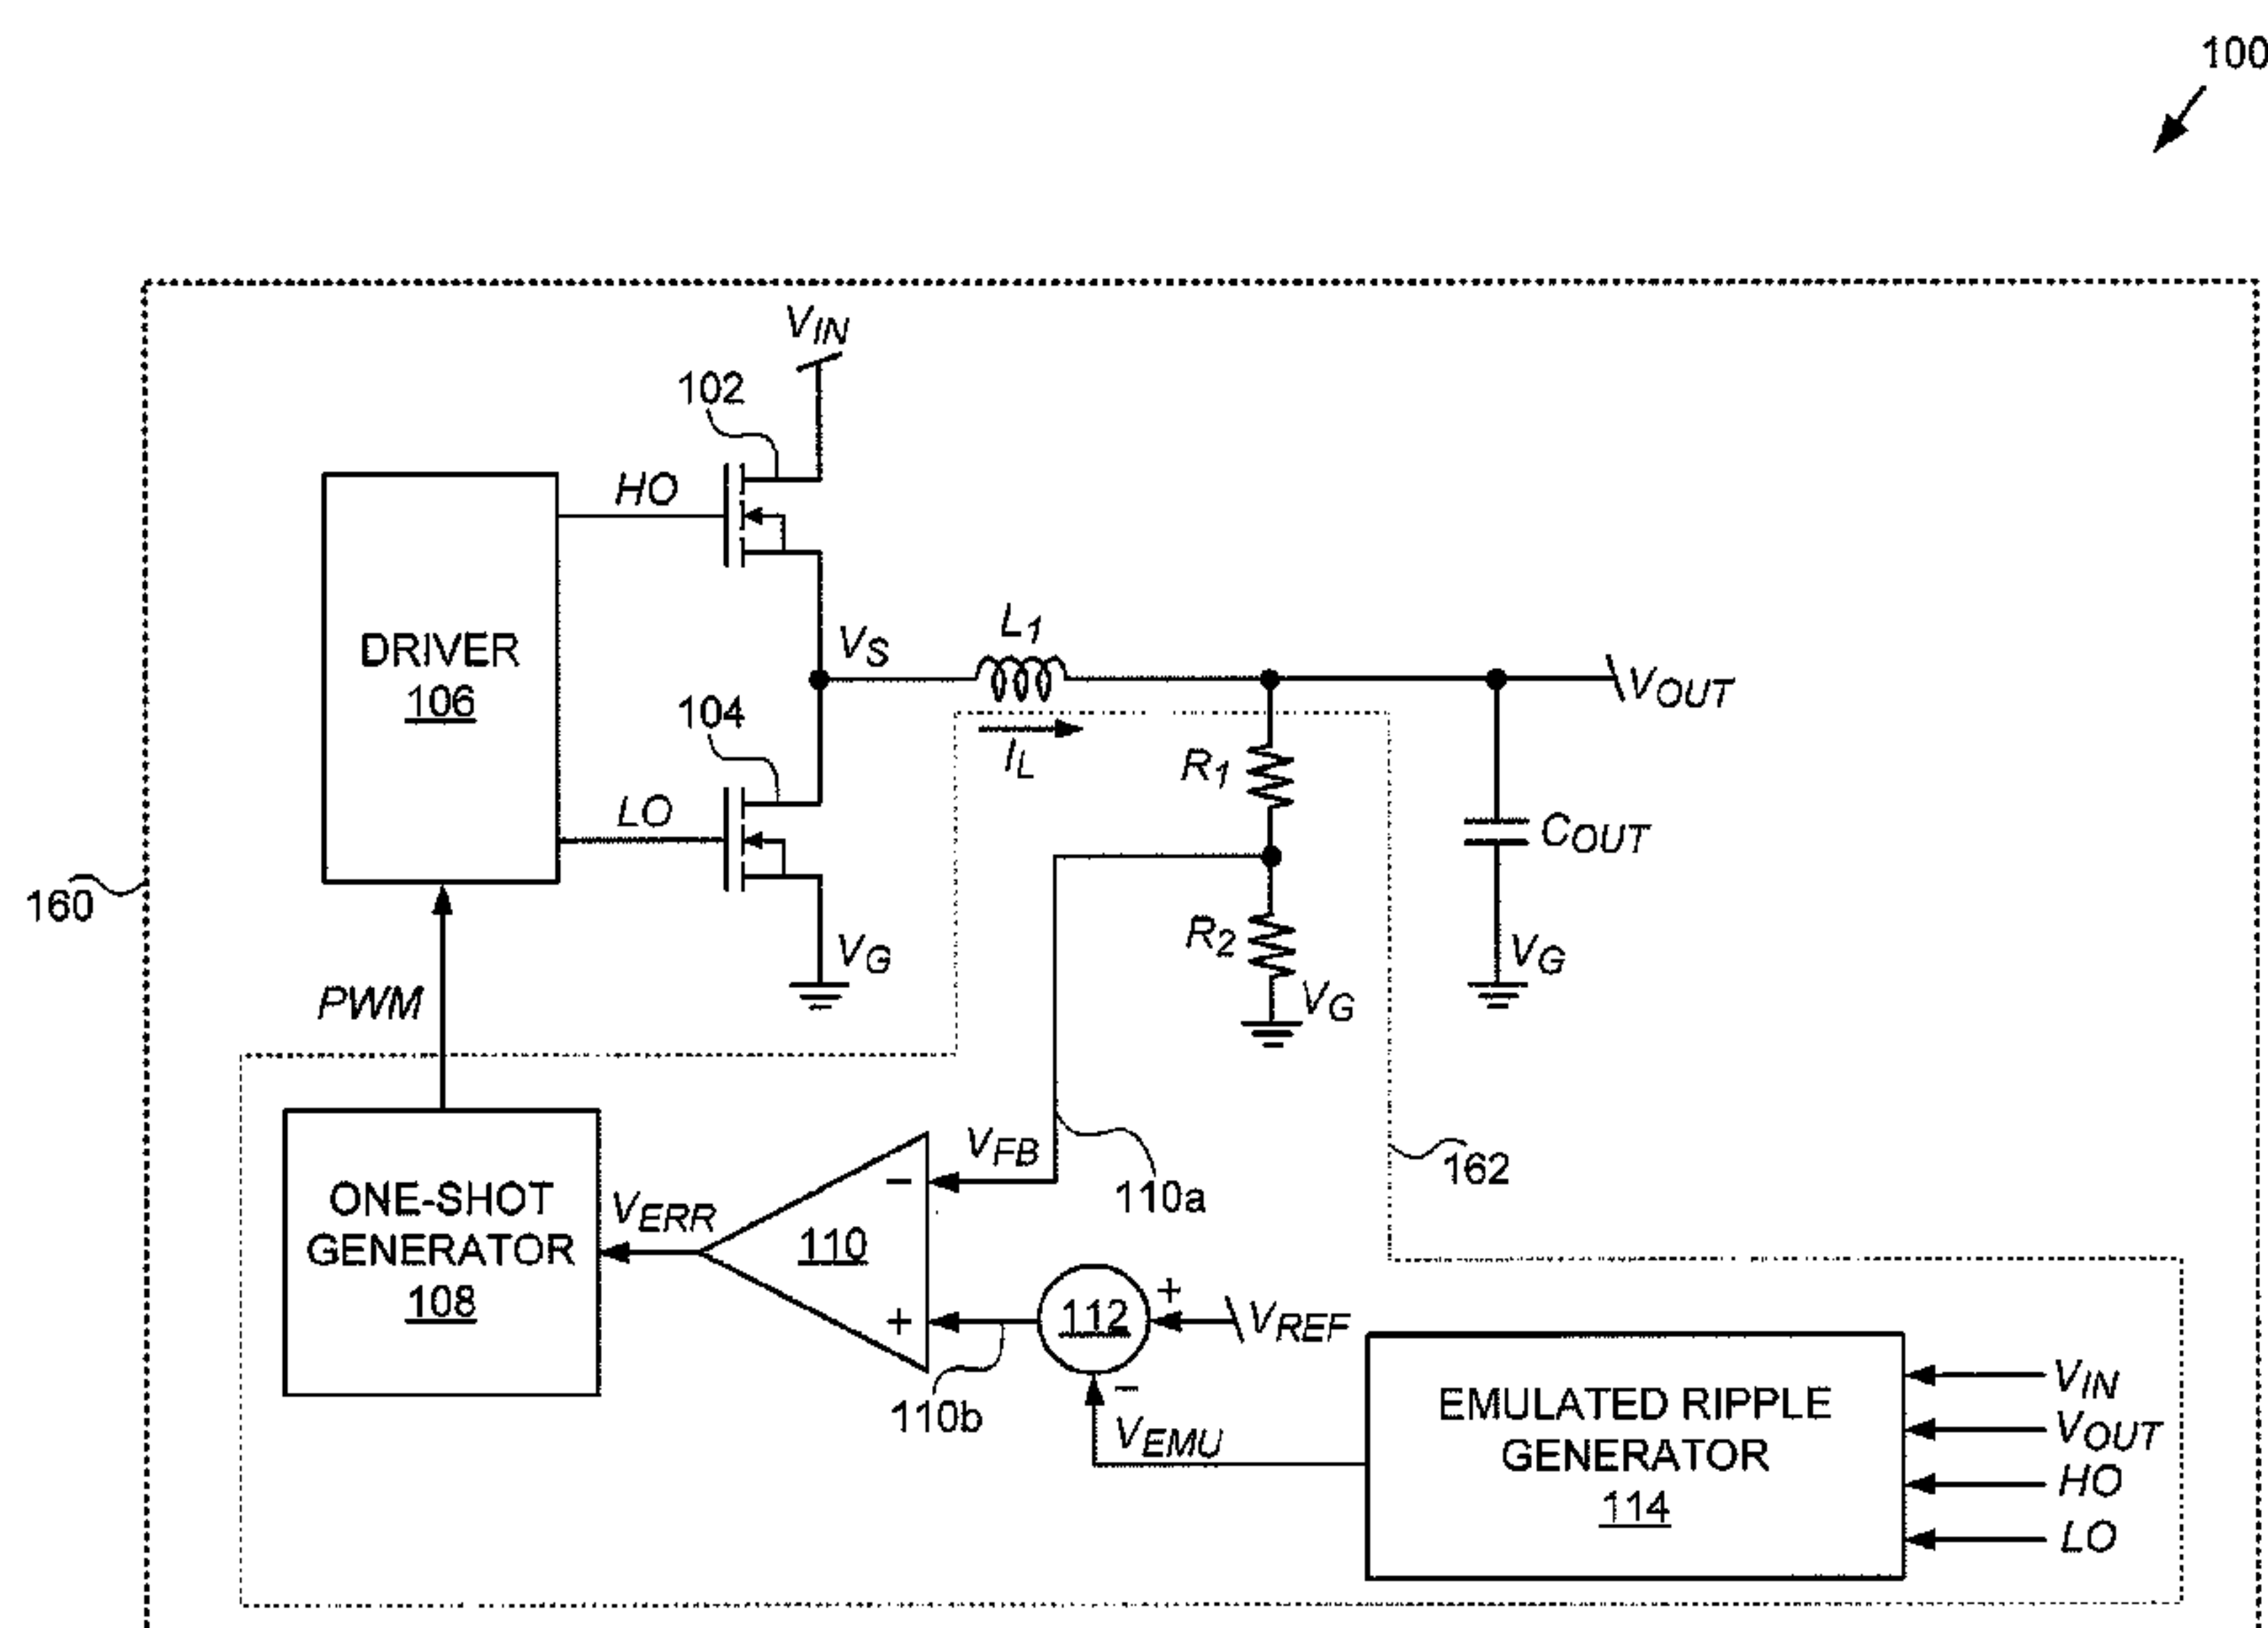 100
V_IN
102
HO
DRIVER
106
V_S
L_1
V_OUT
104
I_L
R_1
LO
C_OUT
160
R_2
V_G
V_G
V_G
PWM
ONE-SHOT
GENERATOR
108
V_ERR
110
V_FB
110a
162
−
+
112
+
V_REF
−
110b
V_EMU
EMULATED RIPPLE
GENERATOR
114
V_IN
V_OUT
HO
LO